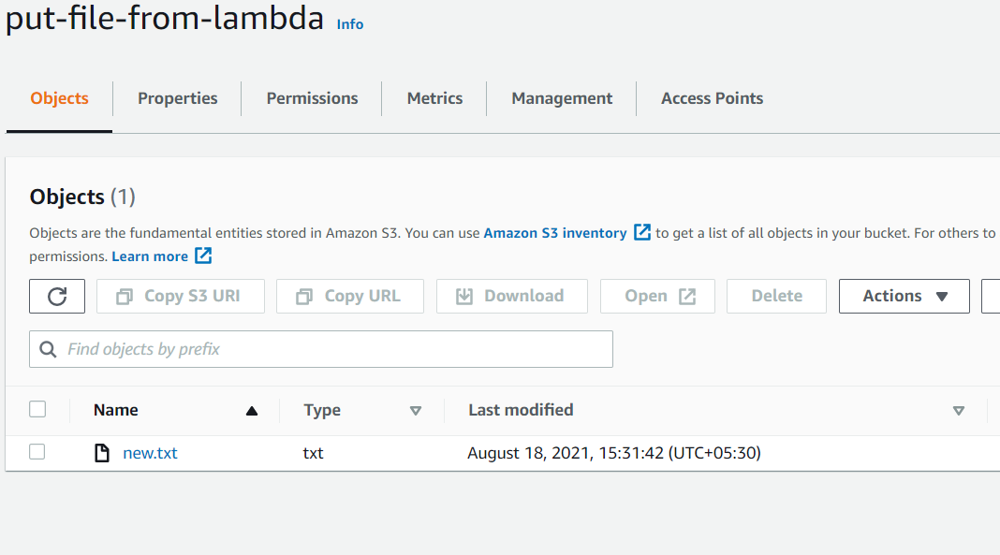 put-file-from-lambda Info
Objects Properties Permissions Metrics Management Access Points
Objects (1)
Objects are the fundamental entities stored in Amazon S3. You can use Amazon S3 inventory to get a list of all objects in your bucket. For others to
permissions. Learn more
Copy S3 URI Copy URL Download Open Delete Actions
Find objects by prefix
Name Type Last modified
new.txt txt August 18, 2021, 15:31:42 (UTC+05:30)